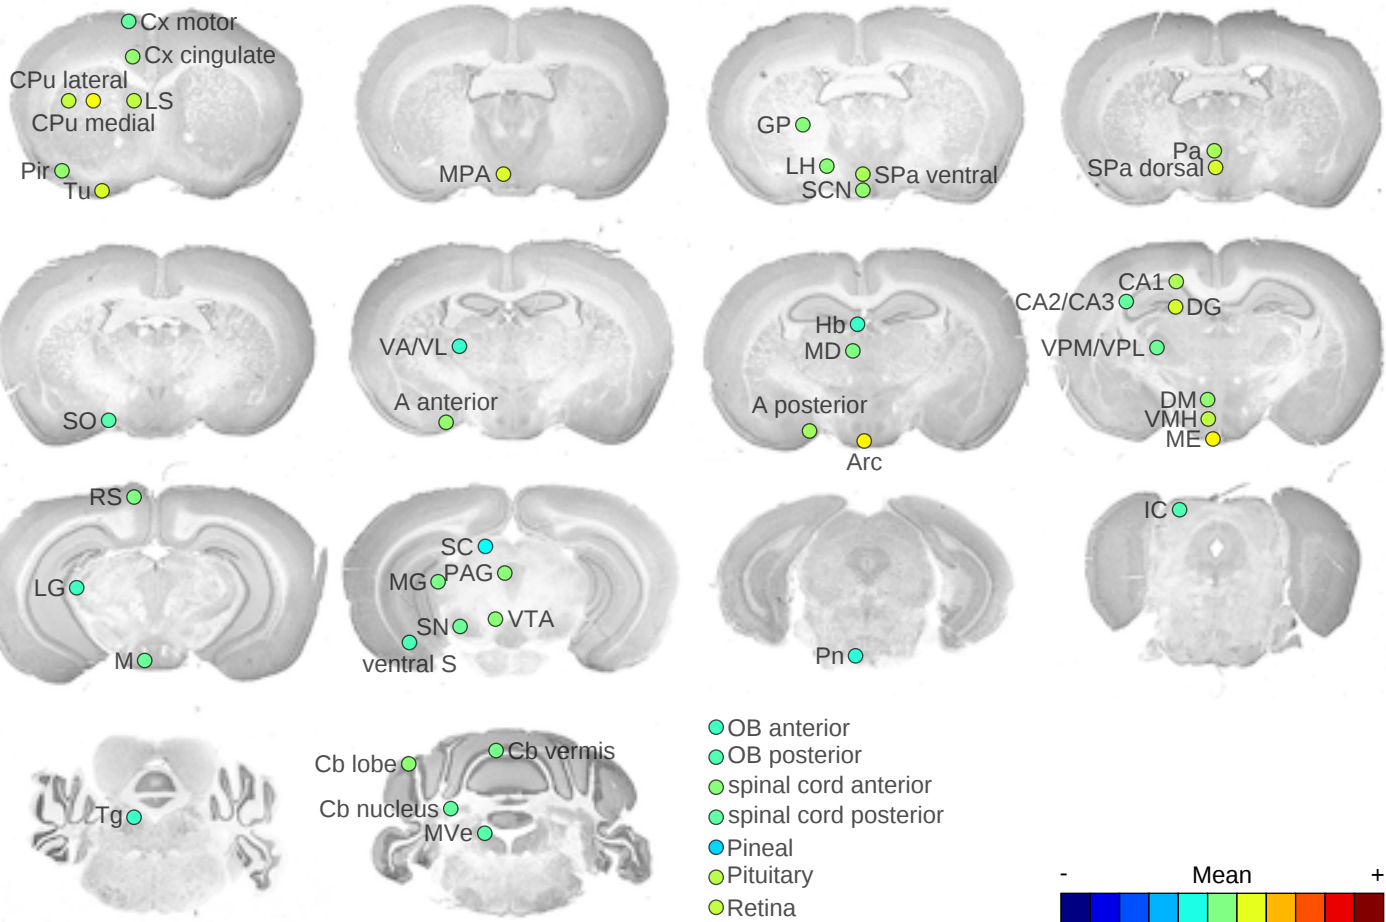 Cx motor
Cx cingulate
CPu lateral
LS
CPu medial
Pir
Tu
MPA
GP
LH
SPa ventral
SCN
Pa
SPa dorsal
SO
VA/VL
A anterior
Hb
MD
A posterior
Arc
CA1
CA2/CA3
DG
VPM/VPL
DM
VMH
ME
RS
LG
M
SC
MG
PAG
SN
VTA
ventral S
Pn
IC
Tg
Cb lobe
Cb vermis
Cb nucleus
MVe
OB anterior
OB posterior
spinal cord anterior
spinal cord posterior
Pineal
Pituitary
Retina
- Mean +